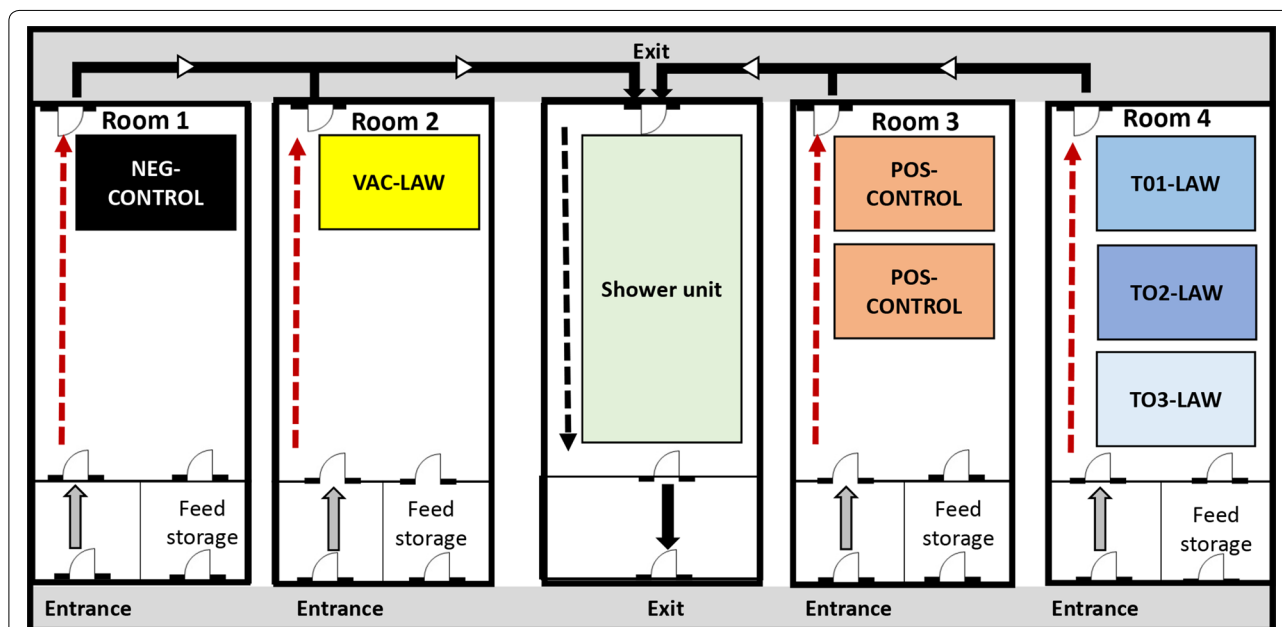 Exit
Room 1
NEG-
CONTROL
Room 2
VAC-LAW
Shower unit
Room 3
POS-
CONTROL
POS-
CONTROL
Room 4
T01-LAW
TO2-LAW
TO3-LAW
Feed
storage
Feed
storage
Feed
storage
Feed
storage
Entrance
Entrance
Exit
Entrance
Entrance